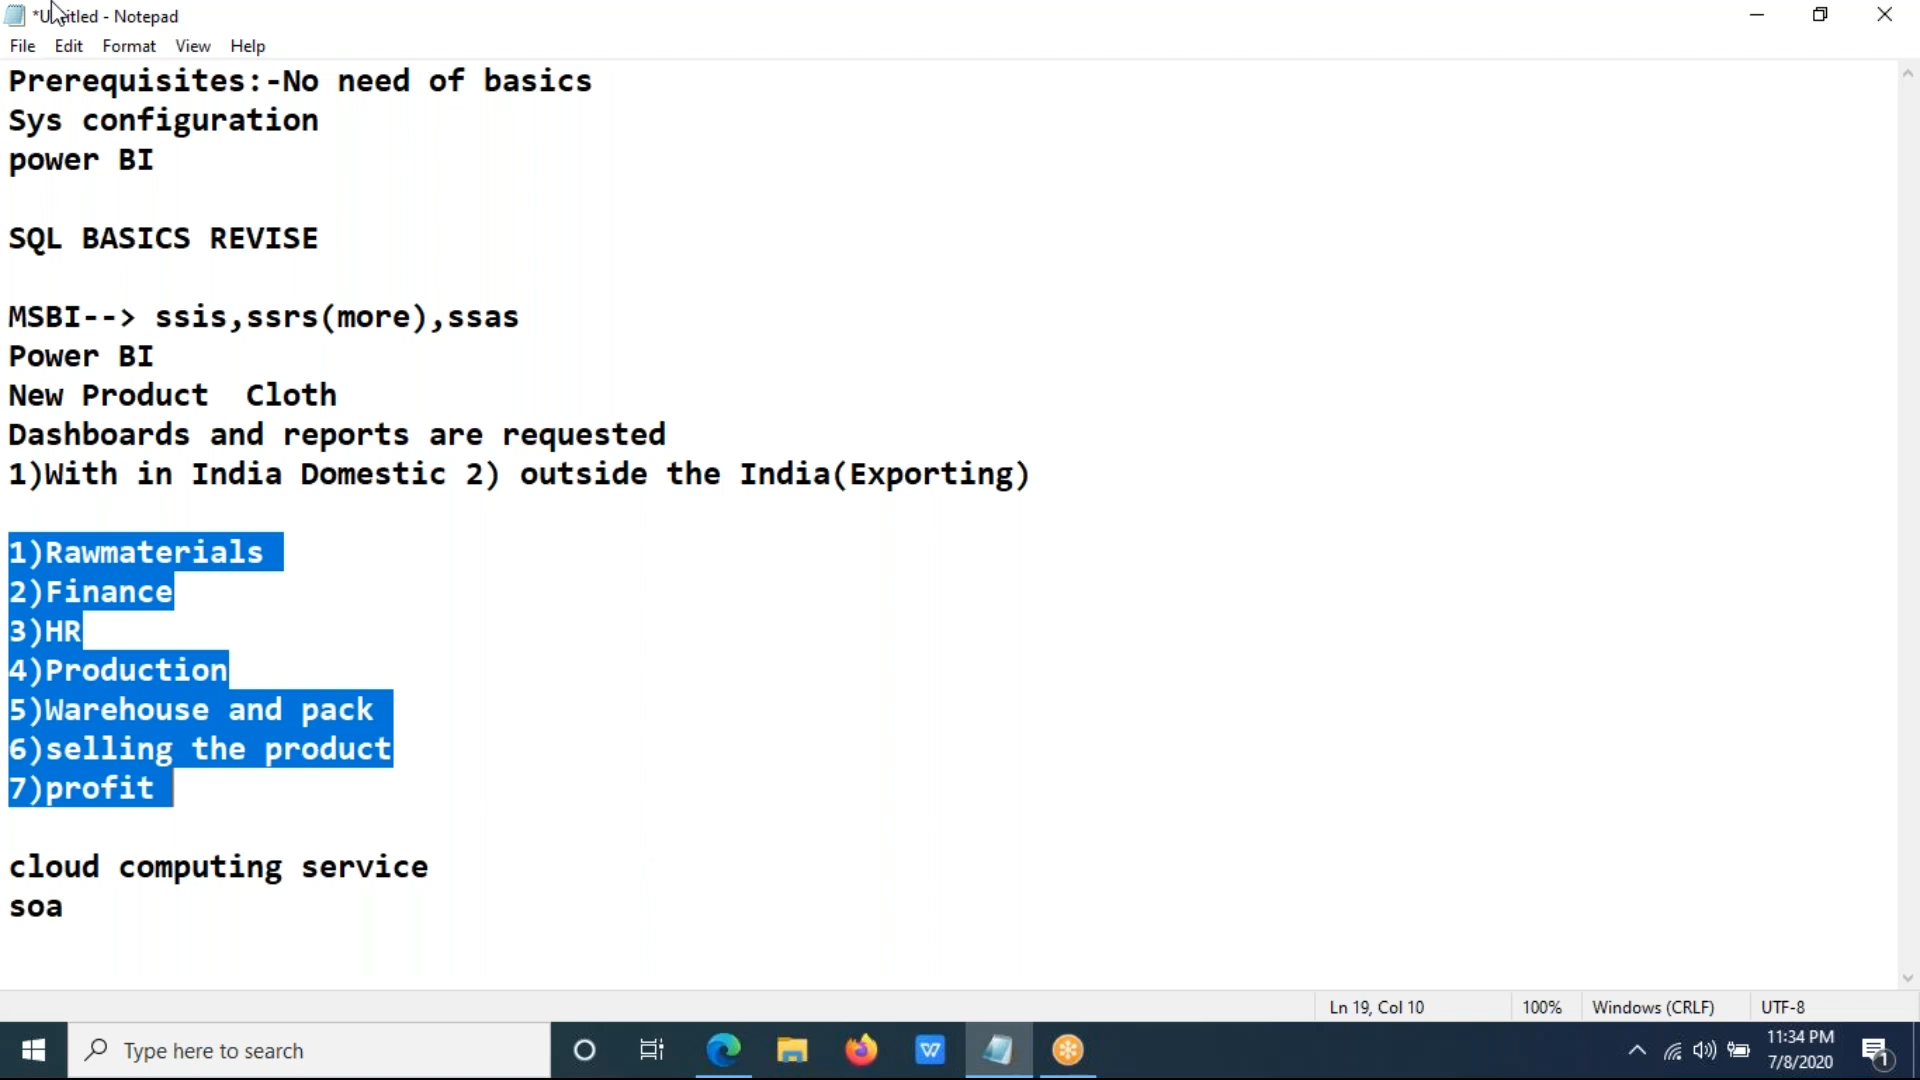 *Untitled - Notepad
File Edit Format View Help
Prerequisites:-No need of basics
Sys configuration
power BI
SQL BASICS REVISE
MSBI--> ssis,ssrs(more),ssas
Power BI
New Product  Cloth
Dashboards and reports are requested
1)With in India Domestic 2) outside the India(Exporting)
1)Rawmaterials
2)Finance
3)HR
4)Production
5)Warehouse and pack
6)selling the product
7)profit
cloud computing service
soa
Ln 19, Col 10 100% Windows (CRLF) UTF-8
Type here to search
W
11:34 PM
7/8/2020
1